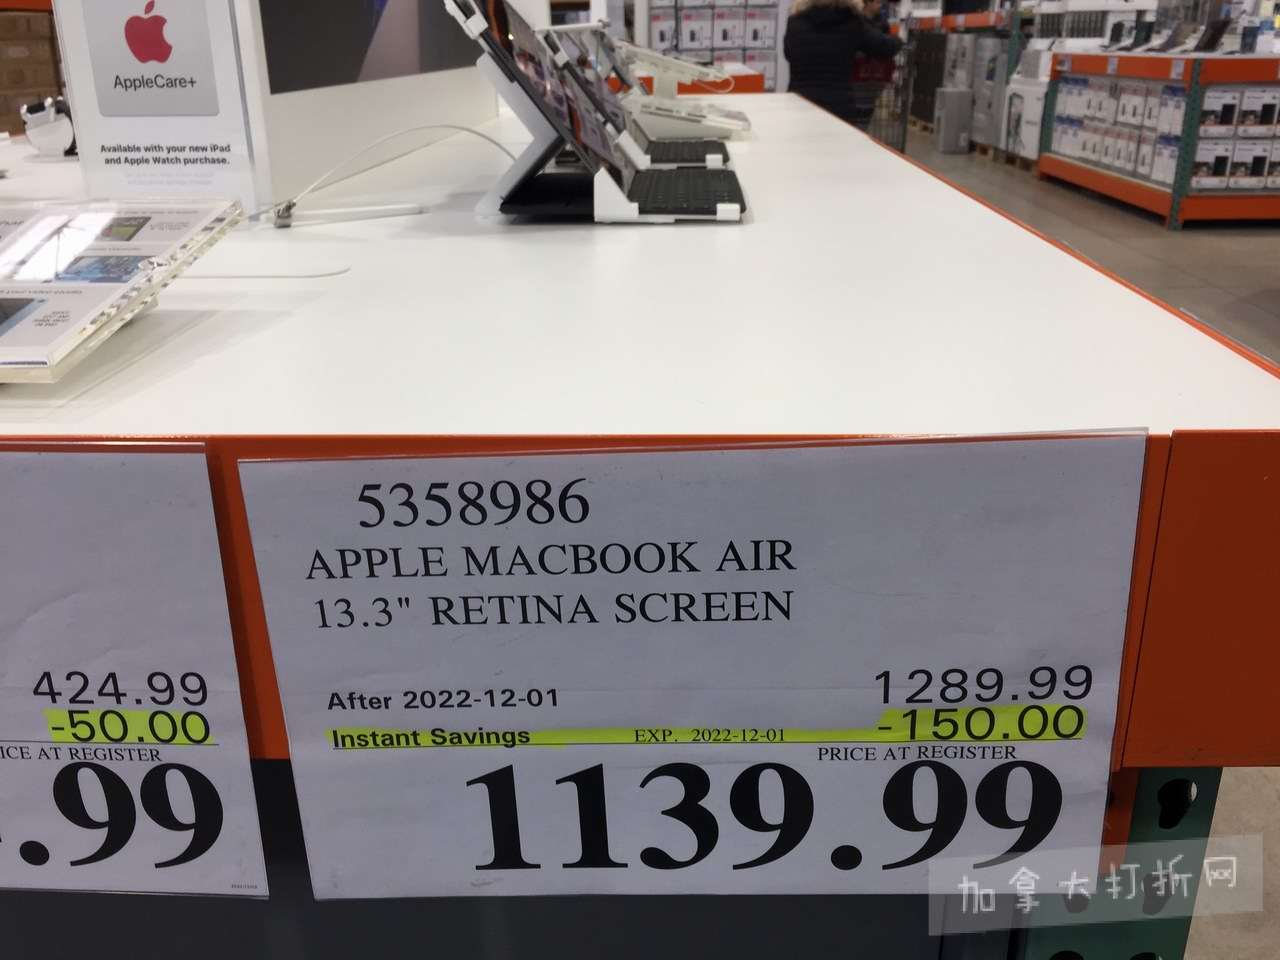 AppleCare+
Available with your new iPad
and Apple Watch purchase.
424.99
-50.00
ICE AT REGISTER
.99
5358986
APPLE MACBOOK AIR
13.3" RETINA SCREEN
After 2022-12-01 1289.99
Instant Savings EXP. 2022-12-01 -150.00
PRICE AT REGISTER
1139.99
加拿大打折网